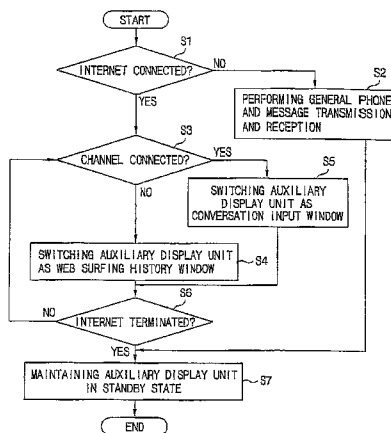 START
S1
INTERNET CONNECTED?
NO
S2
YES
PERFORMING GENERAL PHONE
AND MESSAGE TRANSMISSION
AND RECEPTION
S3
CHANNEL CONNECTED?
YES
S5
NO
SWITCHING AUXILIARY
DISPLAY UNIT AS
CONVERSATION INPUT WINDOW
SWITCHING AUXILIARY DISPLAY UNIT
AS WEB SURFING HISTORY WINDOW
S4
S6
NO
INTERNET TERMINATED?
YES
MAINTAINING AUXILIARY DISPLAY UNIT
IN STANDBY STATE
S7
END